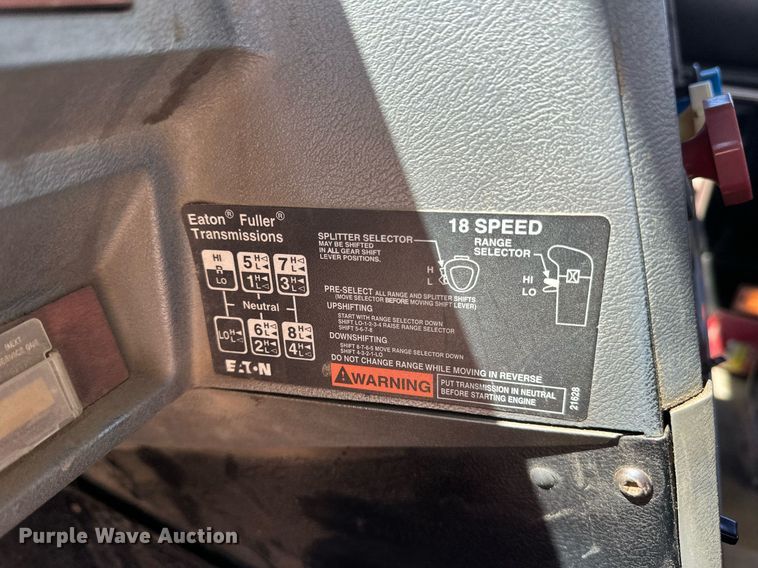 Eaton® Fuller®
Transmissions
18 SPEED
SPLITTER SELECTOR
MAY BE SHIFTED
IN ALL GEAR SHIFT
LEVER POSITIONS.
RANGE
SELECTOR
H
L
HI
LO
HI
R
LO
5 H
L
7 H
L
1 H
L
3 H
L
Neutral
LO H
L
6 H
L
8 H
L
2 H
L
4 H
L
PRE-SELECT ALL RANGE AND SPLITTER SHIFTS
(MOVE SELECTOR BEFORE MOVING SHIFT LEVER)
UPSHIFTING
START WITH RANGE SELECTOR DOWN
SHIFT LO-1-2-3-4 RAISE RANGE SELECTOR
SHIFT 5-6-7-8
DOWNSHIFTING
SHIFT 8-7-6-5 MOVE RANGE SELECTOR DOWN
SHIFT 4-3-2-1-LO
DO NOT CHANGE RANGE WHILE MOVING IN REVERSE
EATON
WARNING
PUT TRANSMISSION IN NEUTRAL
BEFORE STARTING ENGINE
21628
NEXT
SERVICE DUE
Purple Wave Auction